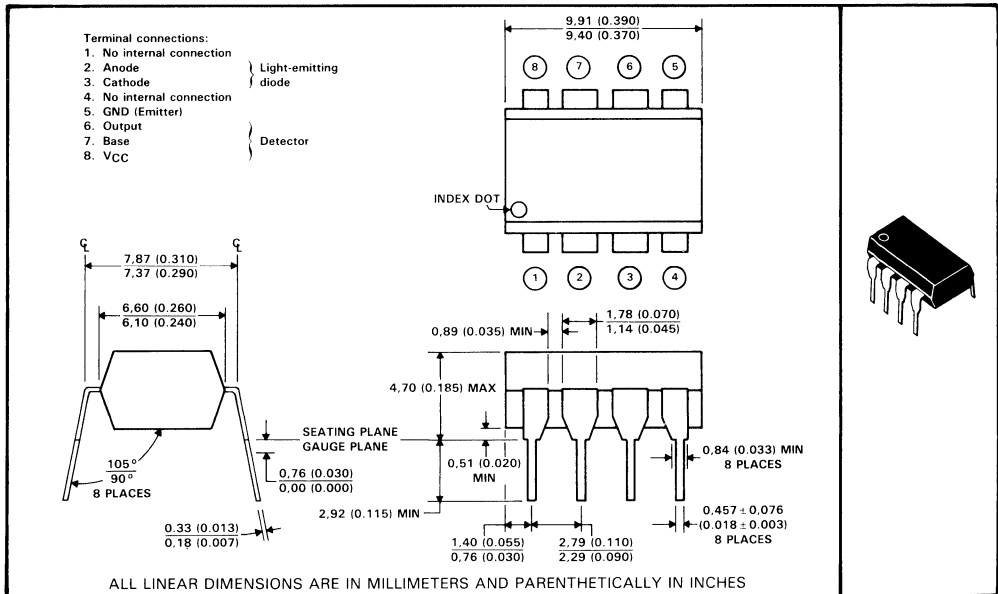 Terminal connections:
1. No internal connection
2. Anode
3. Cathode
Light-emitting
diode
4. No internal connection
5. GND (Emitter)
6. Output
7. Base
8. VCC
Detector
9,91 (0.390)
9,40 (0.370)
8 7 6 5
INDEX DOT
1 2 3 4
℄ ℄
7,87 (0.310)
7,37 (0.290)
6,60 (0.260)
6,10 (0.240)
105°
90°
8 PLACES
0.33 (0.013)
0,18 (0.007)
SEATING PLANE
GAUGE PLANE
0,76 (0.030)
0,00 (0.000)
0,89 (0.035) MIN
1,78 (0.070)
1,14 (0.045)
4,70 (0.185) MAX
0,51 (0.020)
MIN
2,92 (0.115) MIN
0,84 (0.033) MIN
8 PLACES
0,457 ± 0,076
(0.018 ± 0.003)
8 PLACES
1,40 (0.055)
0,76 (0.030)
2,79 (0.110)
2,29 (0.090)
ALL LINEAR DIMENSIONS ARE IN MILLIMETERS AND PARENTHETICALLY IN INCHES